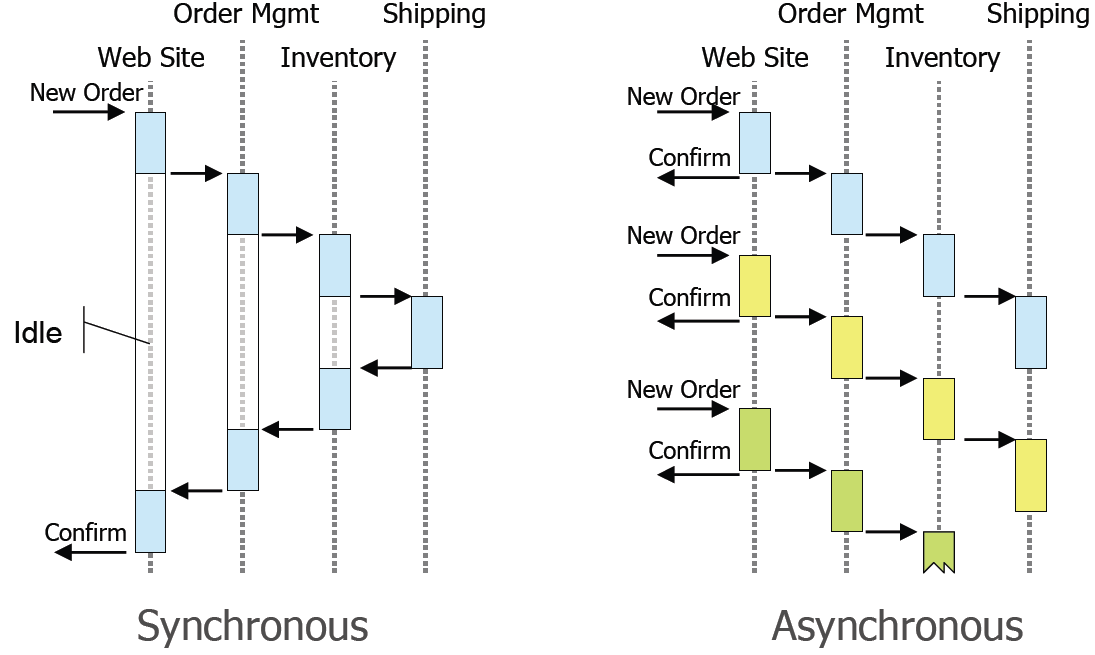 Order Mgmt
Shipping
Web Site
Inventory
New Order
Idle
Confirm
Synchronous
Order Mgmt
Shipping
Web Site
Inventory
New Order
Confirm
New Order
Confirm
New Order
Confirm
Asynchronous